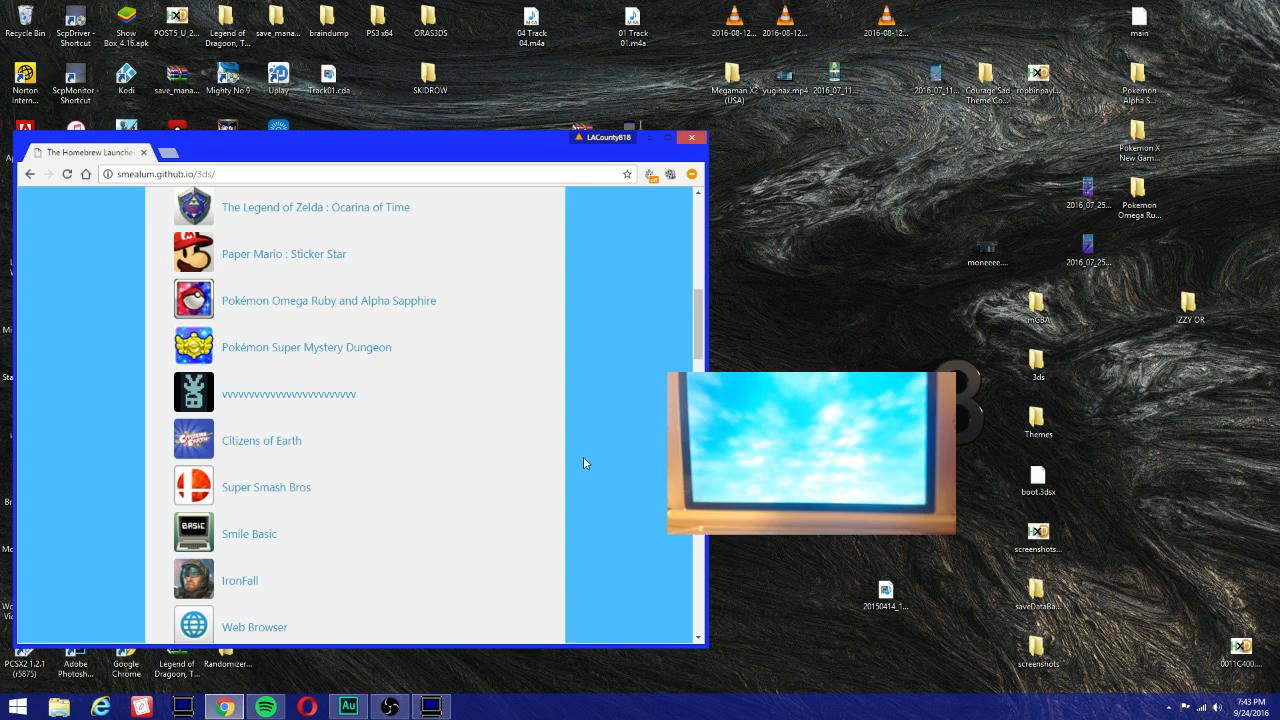 Recycle Bin
ScpDriver - Shortcut
Show Box_4.16.apk
POST5_U_2...
Legend of Dragoon, T...
save_mana...
braindump
PS3 x64
ORAS3DS
04 Track 04.m4a
01 Track 01.m4a
2016-08-12...
2016-08-12...
2016-08-12...
main
Norton Intern...
ScpMonitor - Shortcut
Kodi
save_mana...
Mighty No 9
Uplay
Track01.cda
SKIDROW
Megaman X2 (USA)
yuginax.mp4
2016_07_11...
2016_07_11...
Courage Sad Theme Co...
robbinpayl...
Pokemon Alpha S...
Pokemon X New Gam...
2016_07_25...
Pokemon Omega Ru...
moneeee....
2016_07_25...
LACounty818
The Homebrew Launche
smealum.github.io/3ds/
The Legend of Zelda : Ocarina of Time
Paper Mario : Sticker Star
Pokémon Omega Ruby and Alpha Sapphire
Pokémon Super Mystery Dungeon
vvvvvvvvvvvvvvvvvvvvvvvvv
Citizens of Earth
Super Smash Bros
BASIC
Smile Basic
IronFall
Web Browser
mGBA
IZZY OR
3ds
Themes
boot.3dsx
screenshots...
20150414_1...
saveDataBa...
screenshots
0011C400....
PCSX2 1.2.1 (r5875)
Adobe Photosh...
Google Chrome
Legend of Dragoon, T...
Randomizer...
Au
7:43 PM
9/24/2016